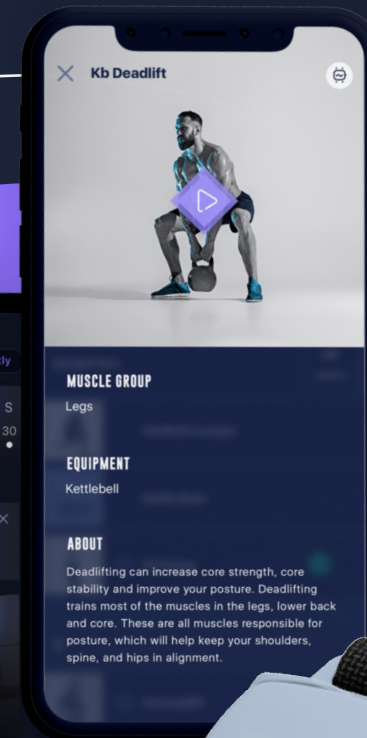 Kb Deadlift
MUSCLE GROUP
Legs
EQUIPMENT
Kettlebell
ABOUT
Deadlifting can increase core strength, core
stability and improve your posture. Deadlifting
trains most of the muscles in the legs, lower back
and core. These are all muscles responsible for
posture, which will help keep your shoulders,
spine, and hips in alignment.
S
30